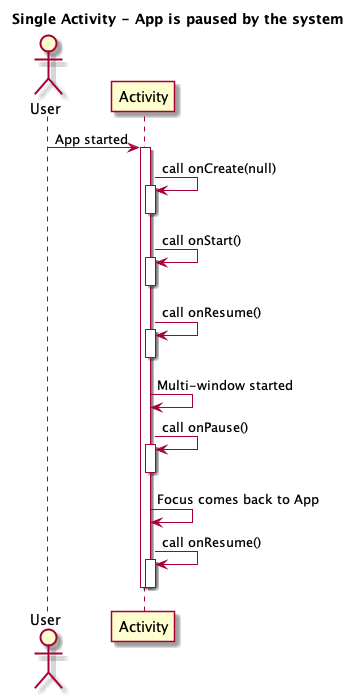 Single Activity - App is paused by the system
User
Activity
App started
call onCreate(null)
call onStart()
call onResume()
Multi-window started
call onPause()
Focus comes back to App
call onResume()
User
Activity